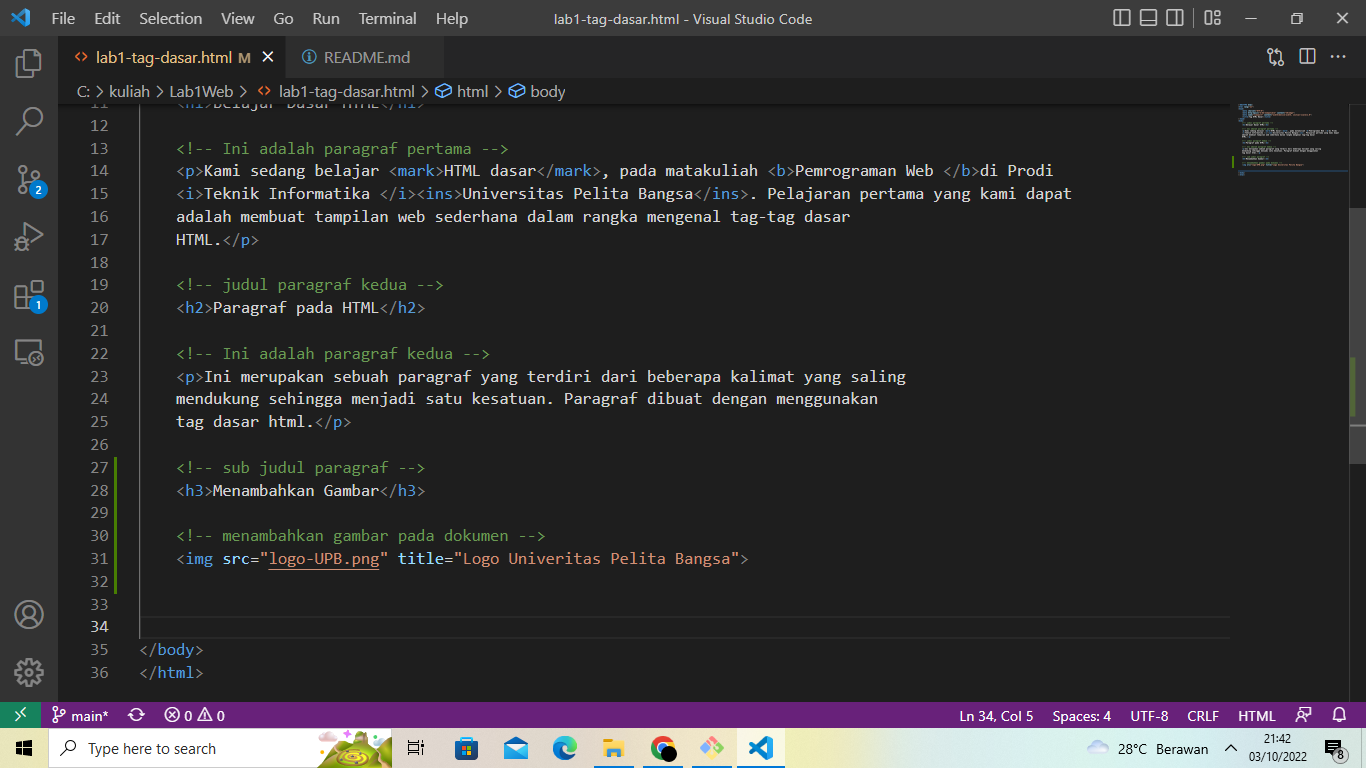 File Edit Selection View Go Run Terminal Help lab1-tag-dasar.html - Visual Studio Code
lab1-tag-dasar.html M README.md
C: > kuliah > Lab1Web > lab1-tag-dasar.html > html > body
11 <h1>Belajar Dasar HTML</h1>
12
13 <!-- Ini adalah paragraf pertama -->
14 <p>Kami sedang belajar <mark>HTML dasar</mark>, pada matakuliah <b>Pemrograman Web </b>di Prodi
15 <i>Teknik Informatika </i><ins>Universitas Pelita Bangsa</ins>. Pelajaran pertama yang kami dapat
16 adalah membuat tampilan web sederhana dalam rangka mengenal tag-tag dasar
17 HTML.</p>
18
19 <!-- judul paragraf kedua -->
20 <h2>Paragraf pada HTML</h2>
21
22 <!-- Ini adalah paragraf kedua -->
23 <p>Ini merupakan sebuah paragraf yang terdiri dari beberapa kalimat yang saling
24 mendukung sehingga menjadi satu kesatuan. Paragraf dibuat dengan menggunakan
25 tag dasar html.</p>
26
27 <!-- sub judul paragraf -->
28 <h3>Menambahkan Gambar</h3>
29
30 <!-- menambahkan gambar pada dokumen -->
31 <img src="logo-UPB.png" title="Logo Univeritas Pelita Bangsa">
32
33
34
35 </body>
36 </html>
2
1
main* 0 0 Ln 34, Col 5 Spaces: 4 UTF-8 CRLF HTML
Type here to search 28°C Berawan 21:42
03/10/2022 8